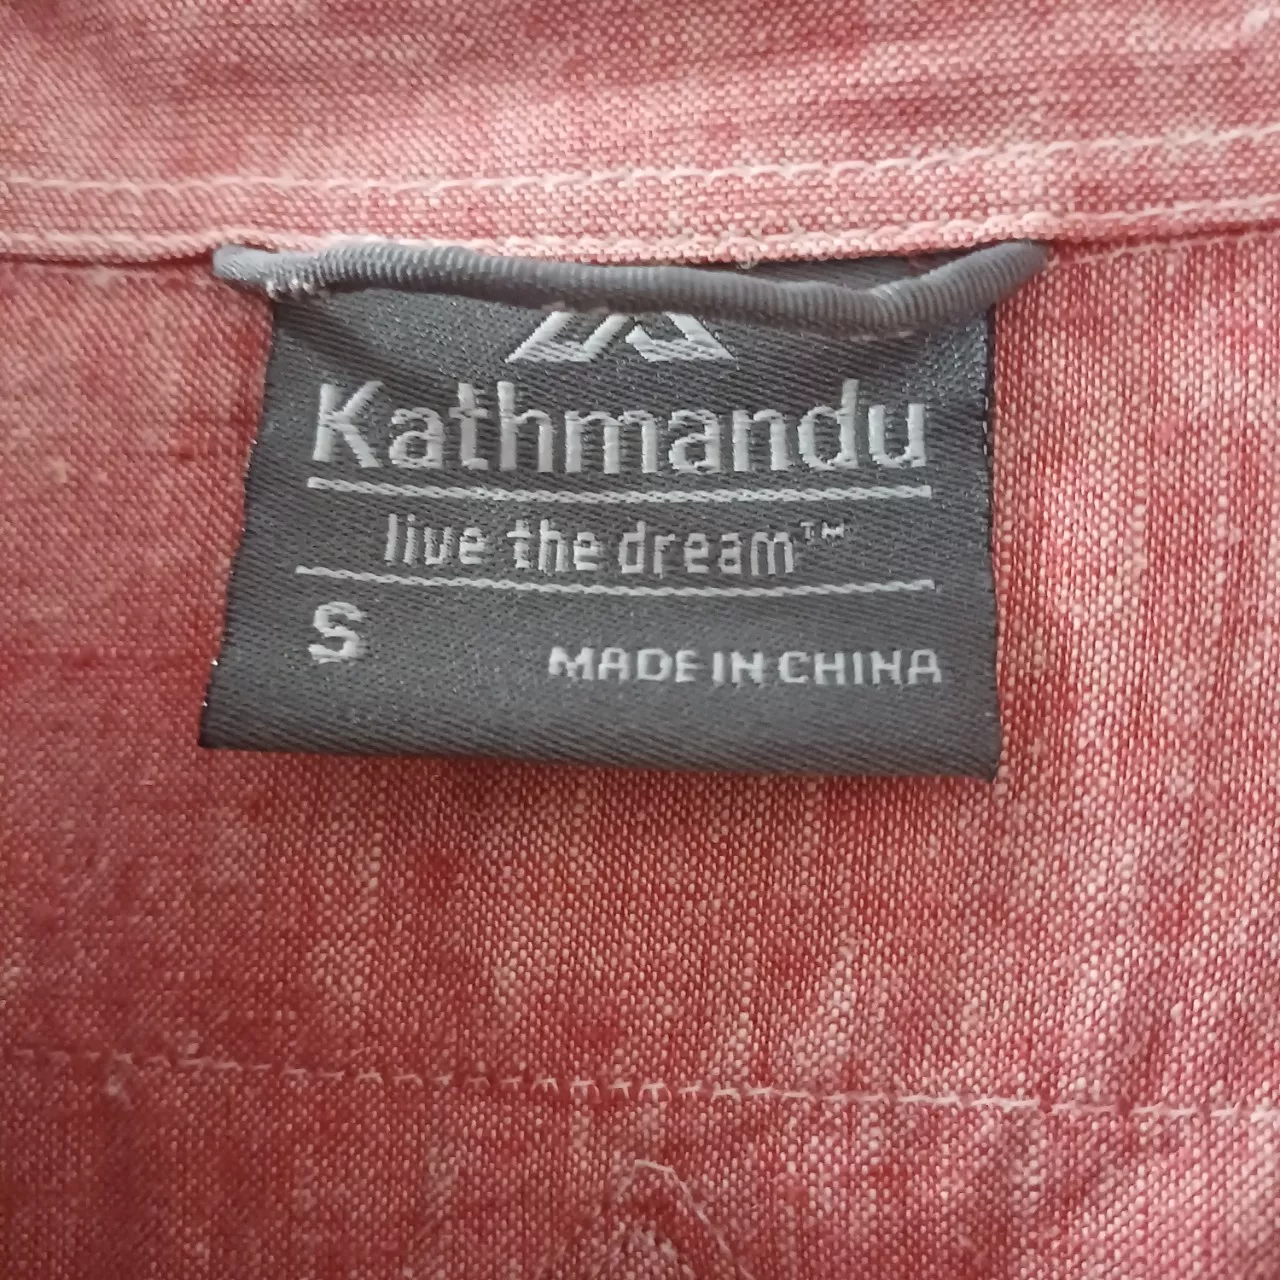 Kathmandu
live the dream™
S
MADE IN CHINA